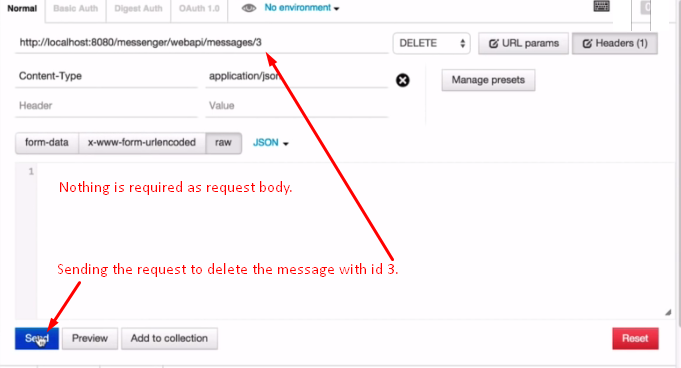 Normal Basic Auth Digest Auth OAuth 1.0 No environment
http://localhost:8080/messenger/webapi/messages/3 DELETE URL params Headers (1)
Content-Type application/json Manage presets
Header Value
form-data x-www-form-urlencoded raw JSON
1
Nothing is required as request body.
Sending the request to delete the message with id 3.
Send Preview Add to collection Reset